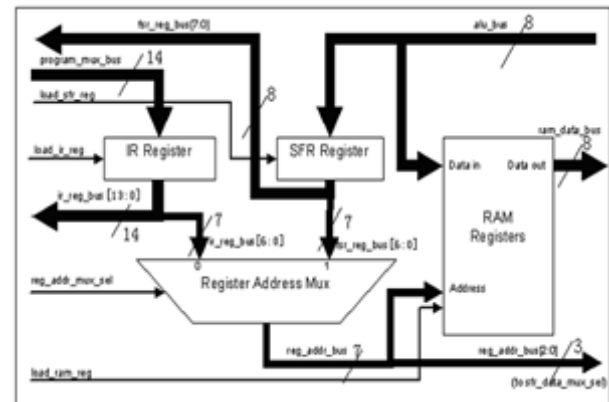 fsr_reg_bus[7:0]
alu_bus
8
program_mux_bus
14
load_sfr_reg
8
ram_data_bus
8
load_ir_reg
IR Register
SFR Register
Data in
Data out
ir_reg_bus [13:0]
14
7
ir_reg_bus[6:0]
7
fsr_reg_bus [6:0]
RAM
Registers
0
1
Register Address Mux
reg_addr_mux_sel
Address
reg_addr_bus
7
reg_addr_bus[2:0]
3
load_ram_reg
(to sfr_data_mux_sel)